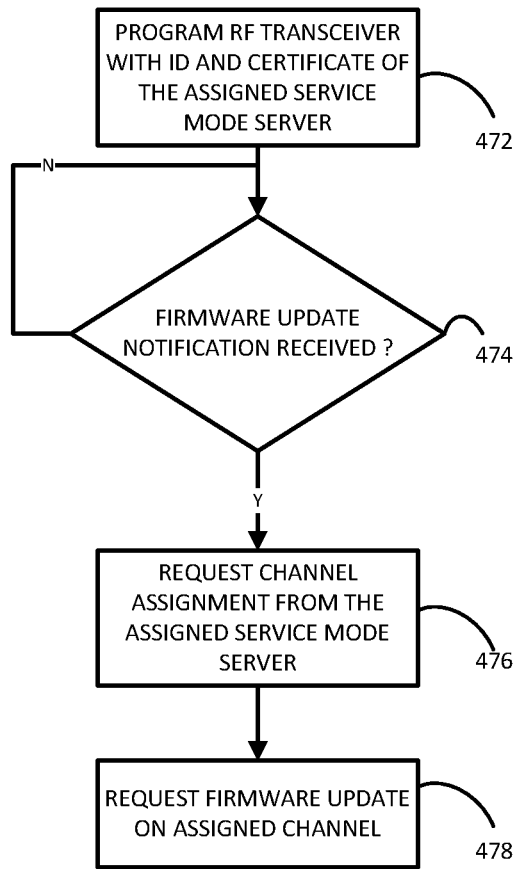 PROGRAM RF TRANSCEIVER
WITH ID AND CERTIFICATE OF
THE ASSIGNED SERVICE
MODE SERVER
472
N
FIRMWARE UPDATE
NOTIFICATION RECEIVED ?
474
Y
REQUEST CHANNEL
ASSIGNMENT FROM THE
ASSIGNED SERVICE MODE
SERVER
476
REQUEST FIRMWARE UPDATE
ON ASSIGNED CHANNEL
478